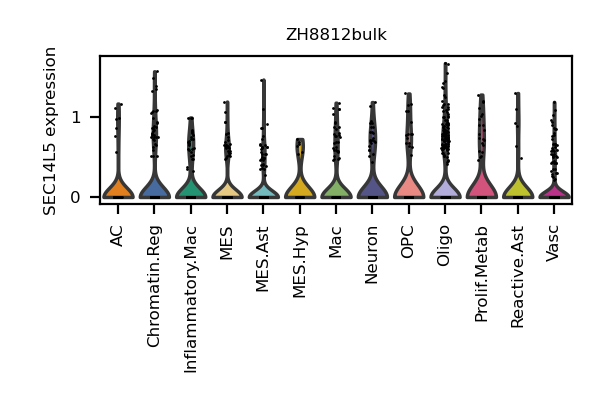 ZH8812bulk
SEC14L5 expression
1
0
AC
Chromatin.Reg
Inflammatory.Mac
MES
MES.Ast
MES.Hyp
Mac
Neuron
OPC
Oligo
Prolif.Metab
Reactive.Ast
Vasc